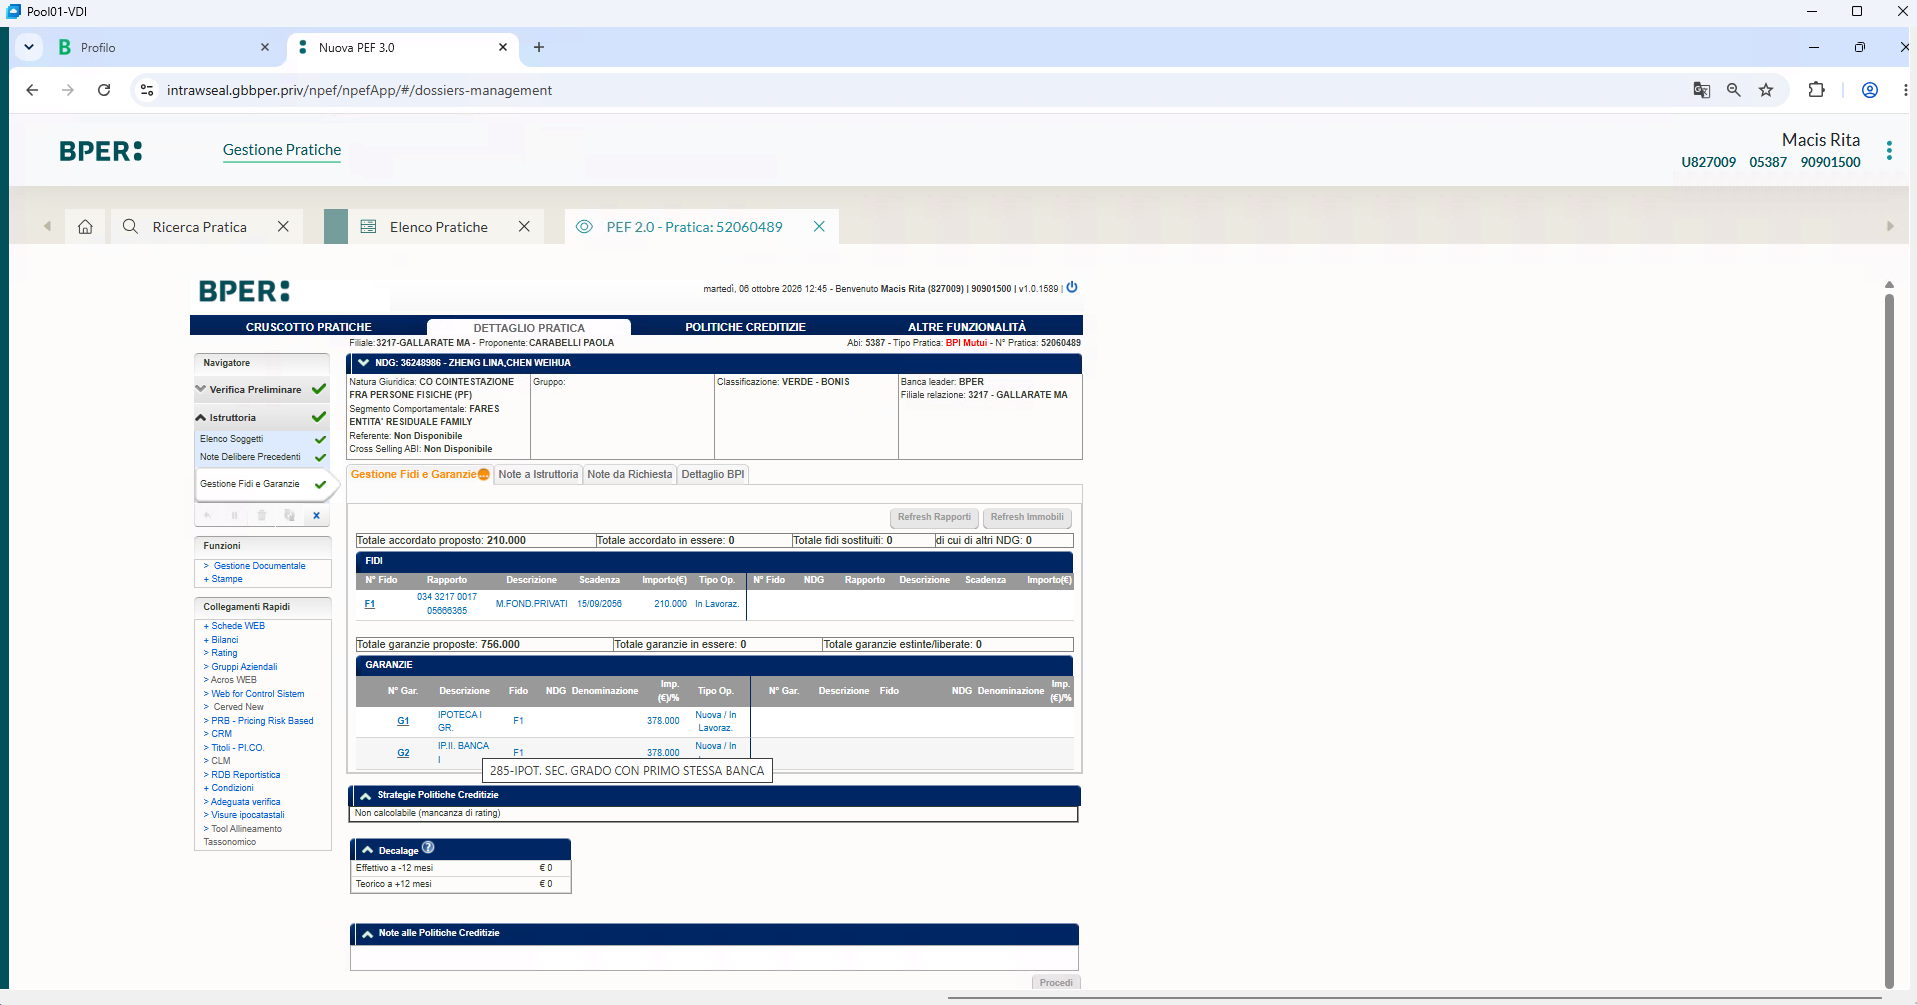 Pool01-VDI
Profilo
Nuova PEF 3.0
intrawseal.gbbper.priv/npef/npefApp/#/dossiers-management
BPER:
Gestione Pratiche
Macis Rita
U827009 05387 90901500
Ricerca Pratica
Elenco Pratiche
PEF 2.0 - Pratica: 52060489
BPER:
martedì, 06 ottobre 2026 12:45 - Benvenuto Macis Rita (827009) | 90901500 | v1.0.1589 |
CRUSCOTTO PRATICHE DETTAGLIO PRATICA POLITICHE CREDITIZIE ALTRE FUNZIONALITÀ
Filiale: 3217-GALLARATE MA - Proponente: CARABELLI PAOLA
Abi: 5387 - Tipo Pratica: BPI Mutui - N° Pratica: 52060489
Navigatore
Verifica Preliminare
Istruttoria
Elenco Soggetti
Note Delibere Precedenti
Gestione Fidi e Garanzie
Funzioni
> Gestione Documentale
+ Stampe
Collegamenti Rapidi
+ Schede WEB
+ Bilanci
> Rating
> Gruppi Aziendali
> Acros WEB
> Web for Control Sistem
> Cerved New
> PRB - Pricing Risk Based
> CRM
> Titoli - PI.CO.
> CLM
> RDB Reportistica
+ Condizioni
> Adeguata verifica
> Visure ipocatastali
> Tool Allineamento
Tassonomico
NDG: 36248986 - ZHENG LINA,CHEN WEIHUA
Natura Giuridica: CO COINTESTAZIONE
FRA PERSONE FISICHE (PF)
Segmento Comportamentale: FARES
ENTITA' RESIDUALE FAMILY
Referente: Non Disponibile
Cross Selling ABI: Non Disponibile
Gruppo:
Classificazione: VERDE - BONIS
Banca leader: BPER
Filiale relazione: 3217 - GALLARATE MA
Gestione Fidi e Garanzie Note a Istruttoria Note da Richiesta Dettaglio BPI
Refresh Rapporti Refresh Immobili
Totale accordato proposto: 210.000 Totale accordato in essere: 0 Totale fidi sostituiti: 0 di cui di altri NDG: 0
FIDI
N° Fido Rapporto Descrizione Scadenza Importo(€) Tipo Op. N° Fido NDG Rapporto Descrizione Scadenza Importo(€)
F1 034 3217 0017 05666365 M.FOND.PRIVATI 15/09/2056 210.000 In Lavoraz.
Totale garanzie proposte: 756.000 Totale garanzie in essere: 0 Totale garanzie estinte/liberate: 0
GARANZIE
N° Gar. Descrizione Fido NDG Denominazione Imp. (€)/% Tipo Op. N° Gar. Descrizione Fido NDG Denominazione Imp. (€)/%
G1 IPOTECA I GR. F1 378.000 Nuova / In Lavoraz.
G2 IP.II. BANCA I F1 378.000 Nuova / In
285-IPOT. SEC. GRADO CON PRIMO STESSA BANCA
Strategie Politiche Creditizie
Non calcolabile (mancanza di rating)
Decalage ?
Effettivo a -12 mesi € 0
Teorico a +12 mesi € 0
Note alle Politiche Creditizie
Procedi